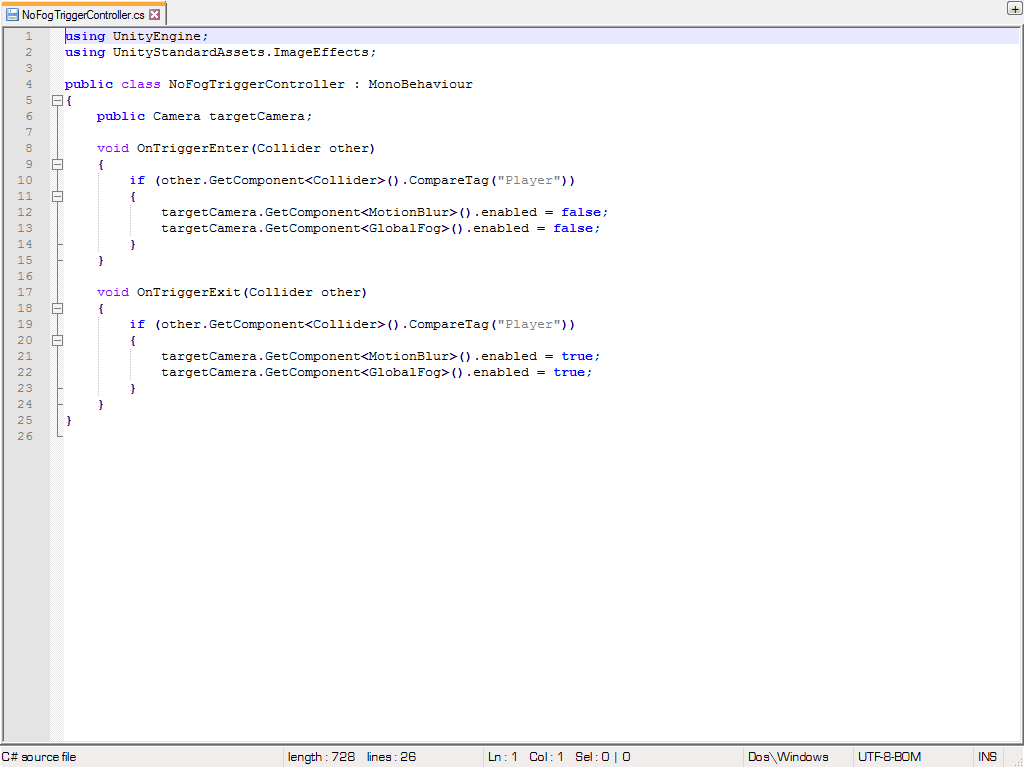 NoFogTriggerController.cs
1 using UnityEngine;
2 using UnityStandardAssets.ImageEffects;
3
4 public class NoFogTriggerController : MonoBehaviour
5 {
6     public Camera targetCamera;
7
8     void OnTriggerEnter(Collider other)
9     {
10         if (other.GetComponent<Collider>().CompareTag("Player"))
11         {
12             targetCamera.GetComponent<MotionBlur>().enabled = false;
13             targetCamera.GetComponent<GlobalFog>().enabled = false;
14         }
15     }
16
17     void OnTriggerExit(Collider other)
18     {
19         if (other.GetComponent<Collider>().CompareTag("Player"))
20         {
21             targetCamera.GetComponent<MotionBlur>().enabled = true;
22             targetCamera.GetComponent<GlobalFog>().enabled = true;
23         }
24     }
25 }
26
C# source file length : 728 lines : 26 Ln : 1 Col : 1 Sel : 0 | 0 Dos\Windows UTF-8-BOM INS